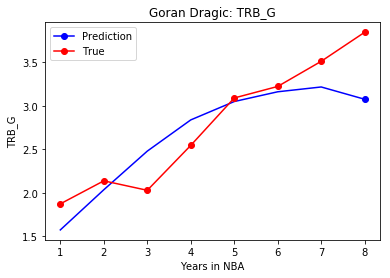 Goran Dragic: TRB_G
Prediction
True
3.5
3.0
2.5
2.0
1.5
TRB_G
1 2 3 4 5 6 7 8
Years in NBA